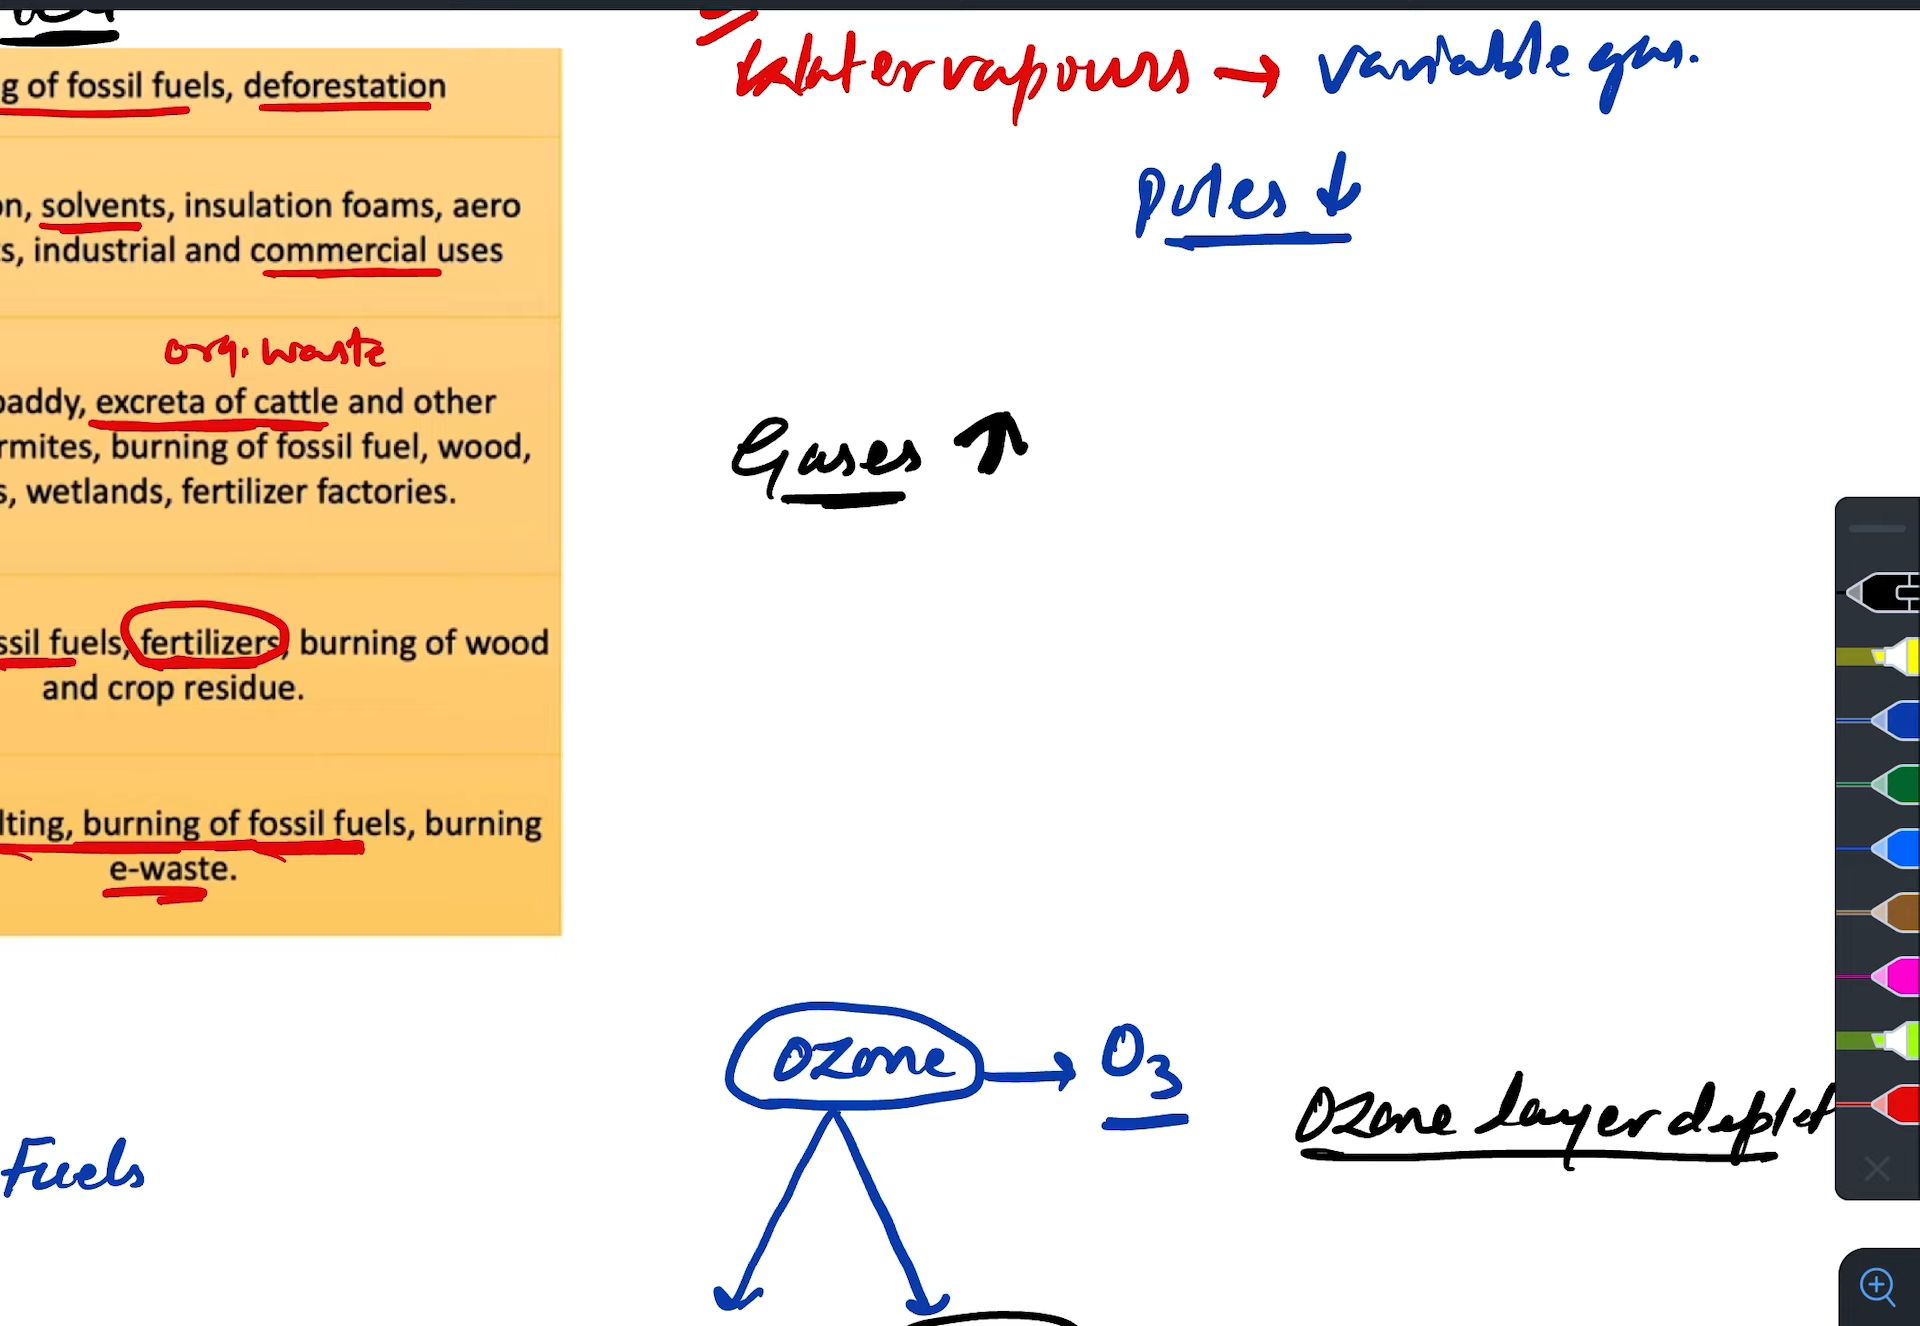 g of fossil fuels, deforestation
on, solvents, insulation foams, aero
s, industrial and commercial uses
org. waste
paddy, excreta of cattle and other
rmites, burning of fossil fuel, wood,
s, wetlands, fertilizer factories.
ssil fuels, fertilizers, burning of wood
and crop residue.
lting, burning of fossil fuels, burning
e-waste.
Fuels
Water vapours → variable gas.
poles ↓
Gases ↑
Ozone → O3
Ozone layer deplet